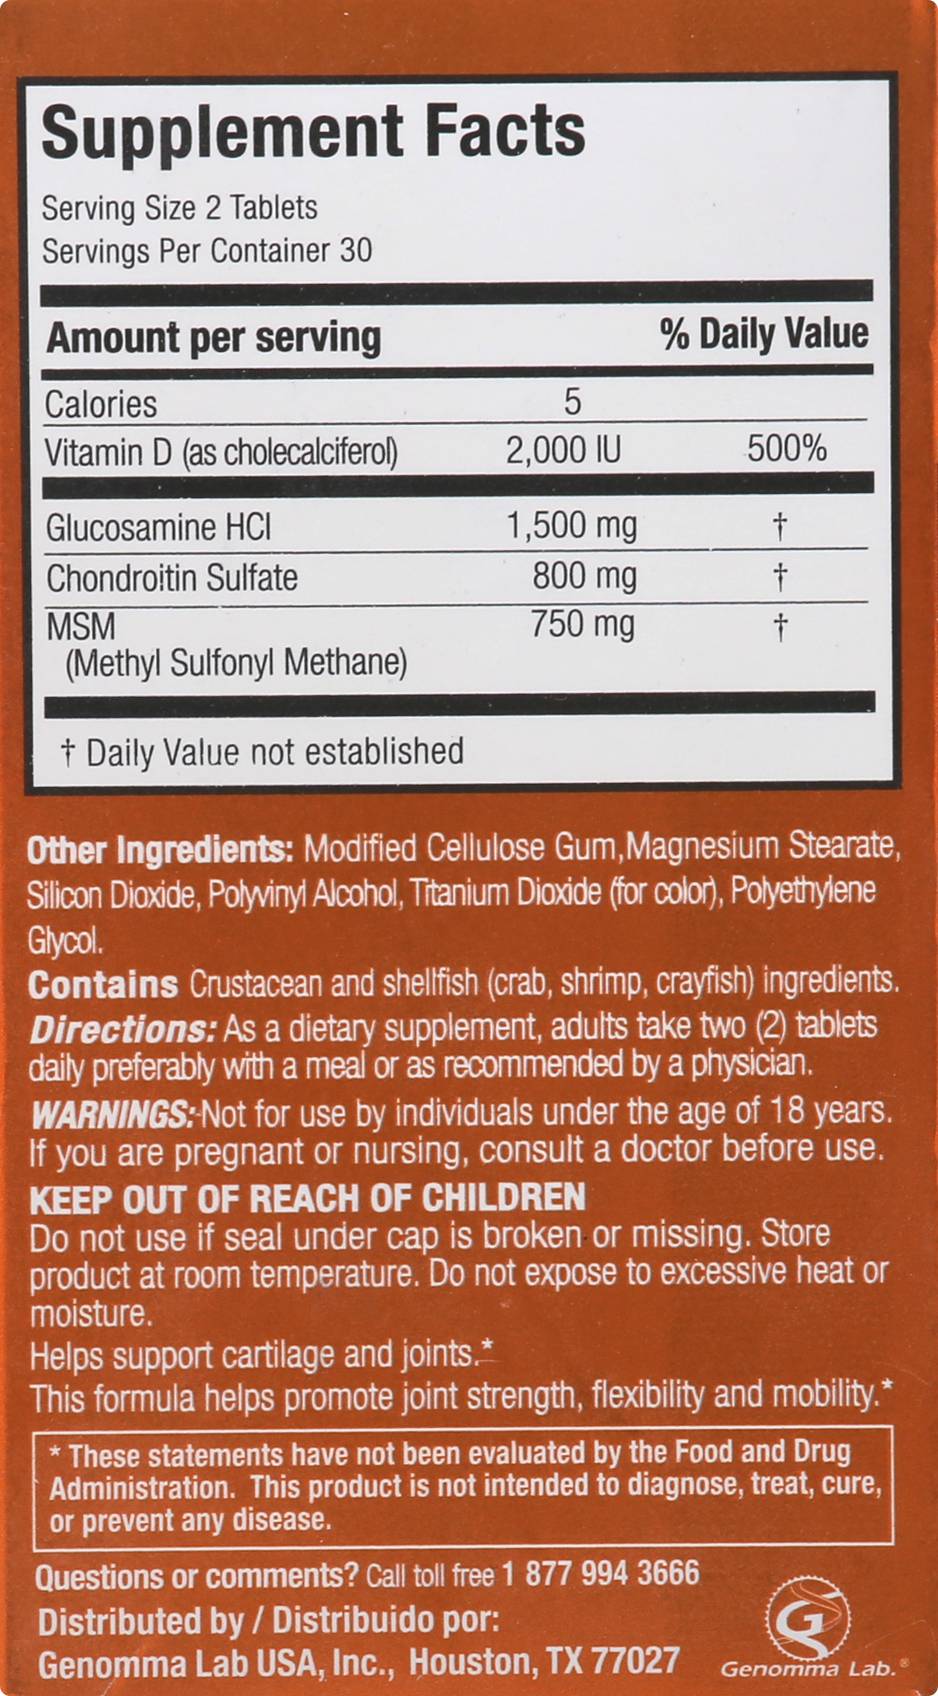 Supplement Facts
Serving Size 2 Tablets
Servings Per Container 30
Amount per serving % Daily Value
Calories 5
Vitamin D (as cholecalciferol) 2,000 IU 500%
Glucosamine HCl 1,500 mg †
Chondroitin Sulfate 800 mg †
MSM 750 mg †
(Methyl Sulfonyl Methane)
† Daily Value not established
Other Ingredients: Modified Cellulose Gum,Magnesium Stearate,
Silicon Dioxide, Polyvinyl Alcohol, Titanium Dioxide (for color), Polyethylene
Glycol.
Contains Crustacean and shellfish (crab, shrimp, crayfish) ingredients.
Directions: As a dietary supplement, adults take two (2) tablets
daily preferably with a meal or as recommended by a physician.
WARNINGS: Not for use by individuals under the age of 18 years.
If you are pregnant or nursing, consult a doctor before use.
KEEP OUT OF REACH OF CHILDREN
Do not use if seal under cap is broken or missing. Store
product at room temperature. Do not expose to excessive heat or
moisture.
Helps support cartilage and joints.*
This formula helps promote joint strength, flexibility and mobility.*
* These statements have not been evaluated by the Food and Drug
Administration. This product is not intended to diagnose, treat, cure,
or prevent any disease.
Questions or comments? Call toll free 1 877 994 3666
Distributed by / Distribuido por:
Genomma Lab USA, Inc., Houston, TX 77027
G
Genomma Lab.®